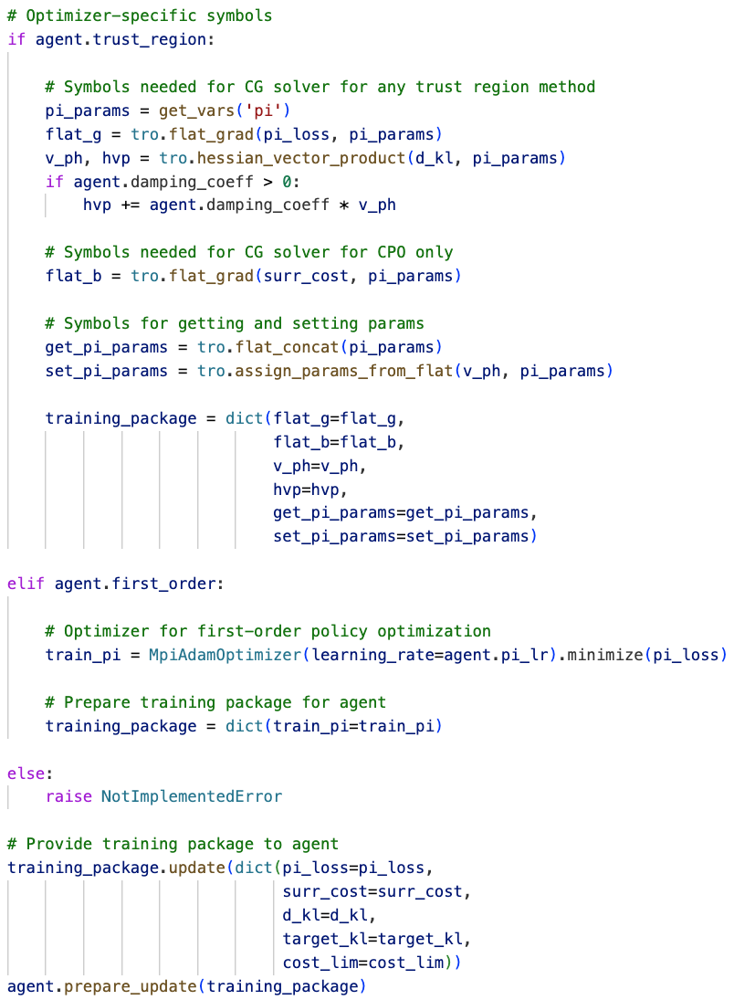 # Optimizer-specific symbols
if agent.trust_region:

    # Symbols needed for CG solver for any trust region method
    pi_params = get_vars('pi')
    flat_g = tro.flat_grad(pi_loss, pi_params)
    v_ph, hvp = tro.hessian_vector_product(d_kl, pi_params)
    if agent.damping_coeff > 0:
        hvp += agent.damping_coeff * v_ph

    # Symbols needed for CG solver for CPO only
    flat_b = tro.flat_grad(surr_cost, pi_params)

    # Symbols for getting and setting params
    get_pi_params = tro.flat_concat(pi_params)
    set_pi_params = tro.assign_params_from_flat(v_ph, pi_params)

    training_package = dict(flat_g=flat_g,
                            flat_b=flat_b,
                            v_ph=v_ph,
                            hvp=hvp,
                            get_pi_params=get_pi_params,
                            set_pi_params=set_pi_params)

elif agent.first_order:

    # Optimizer for first-order policy optimization
    train_pi = MpiAdamOptimizer(learning_rate=agent.pi_lr).minimize(pi_loss)

    # Prepare training package for agent
    training_package = dict(train_pi=train_pi)

else:
    raise NotImplementedError

# Provide training package to agent
training_package.update(dict(pi_loss=pi_loss,
                             surr_cost=surr_cost,
                             d_kl=d_kl,
                             target_kl=target_kl,
                             cost_lim=cost_lim))
agent.prepare_update(training_package)